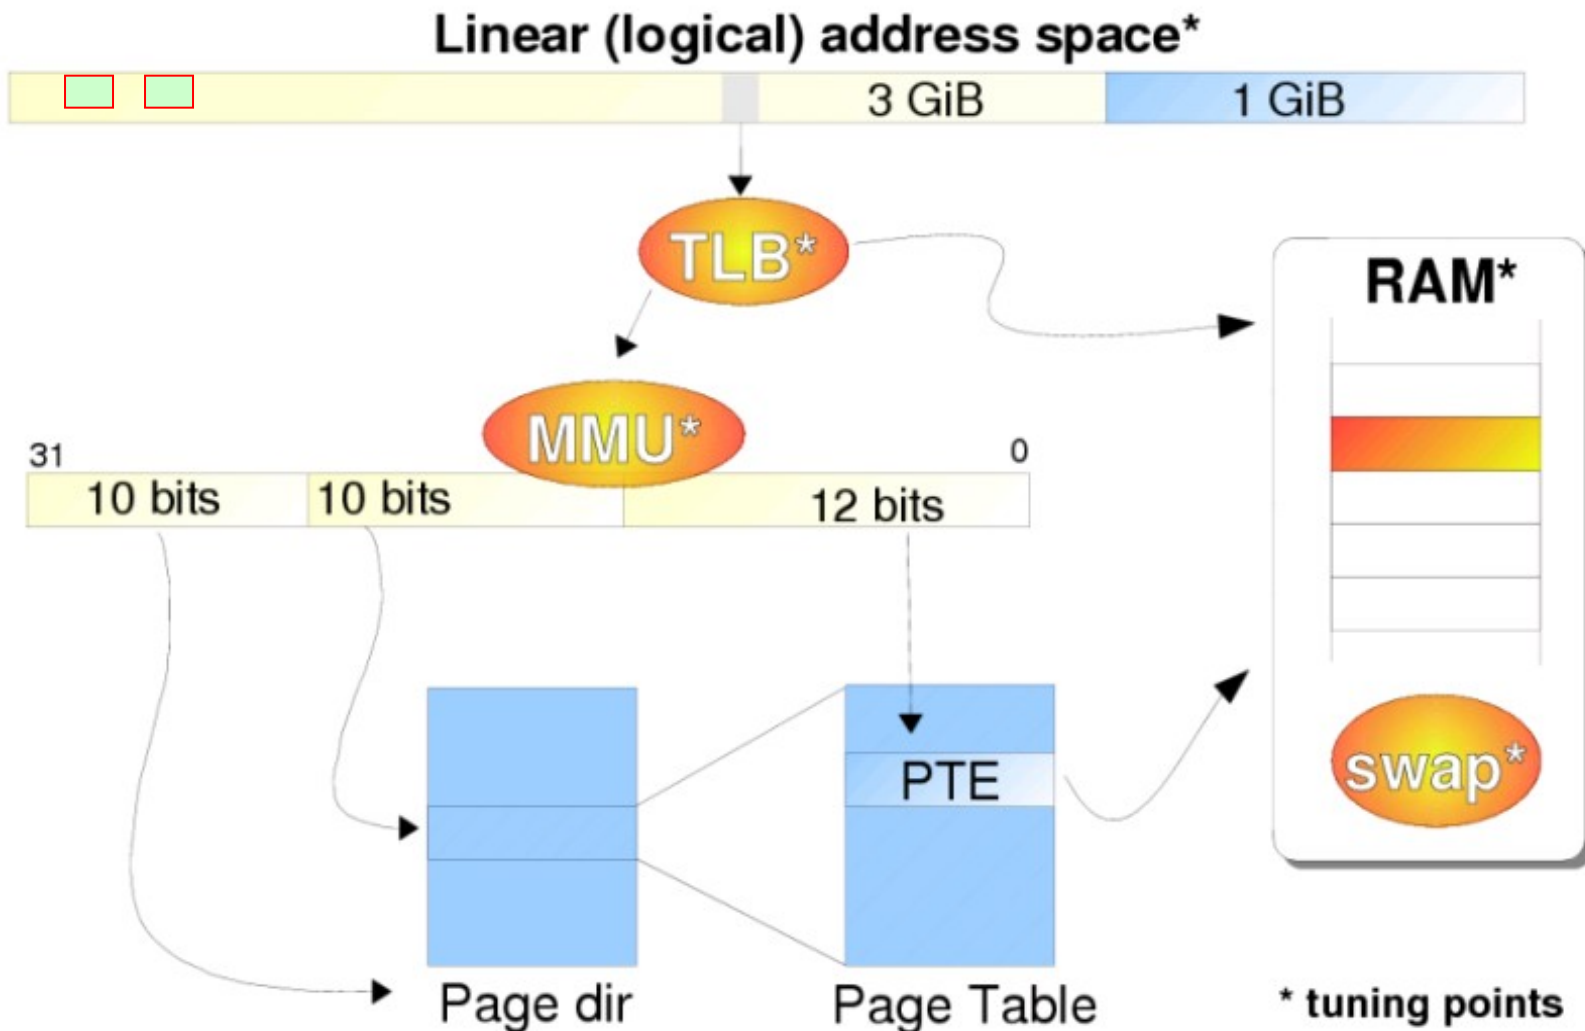 Linear (logical) address space*
3 GiB
1 GiB
TLB*
RAM*
MMU*
31
0
10 bits
10 bits
12 bits
PTE
swap*
Page dir
Page Table
* tuning points